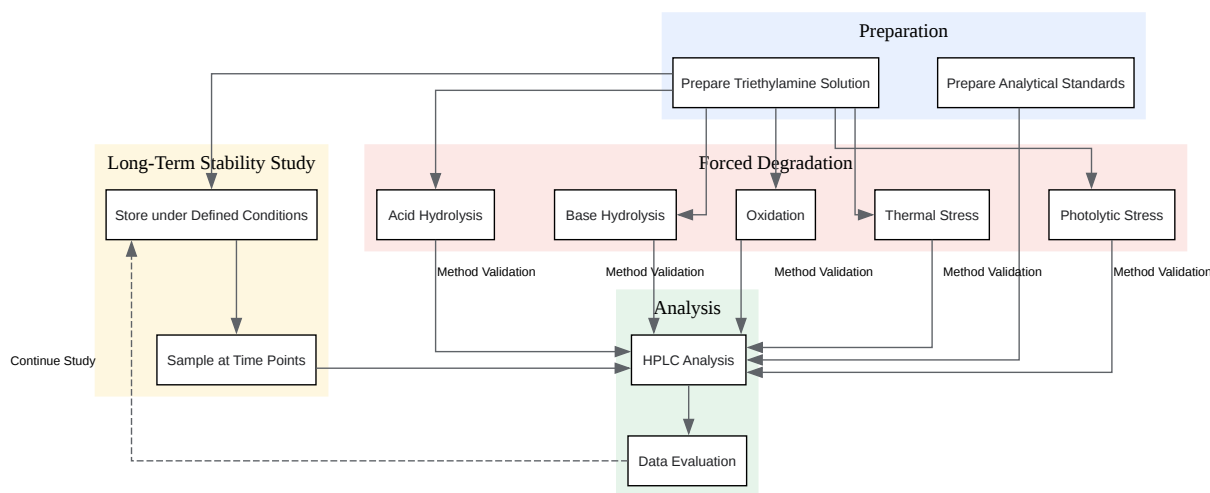 Preparation
Prepare Triethylamine Solution
Prepare Analytical Standards
Long-Term Stability Study
Forced Degradation
Store under Defined Conditions
Acid Hydrolysis
Base Hydrolysis
Oxidation
Thermal Stress
Photolytic Stress
Method Validation
Method Validation
Method Validation
Method Validation
Method Validation
Analysis
Continue Study
Sample at Time Points
HPLC Analysis
Data Evaluation